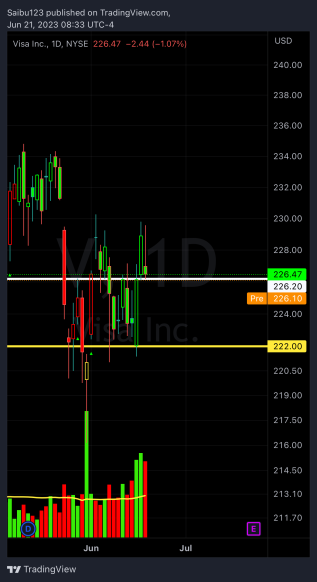 Saibu123 published on TradingView.com,
Jun 21, 2023 08:33 UTC-4
Visa Inc., 1D, NYSE 226.47 −2.44 (−1.07%)
USD
240.00
238.00
236.00
234.00
232.00
230.00
228.00
226.47
226.20
Pre 226.10
224.00
222.00
220.50
219.00
217.50
216.00
214.50
213.10
211.70
V, 1D
Visa Inc.
D
E
Jun Jul
TradingView